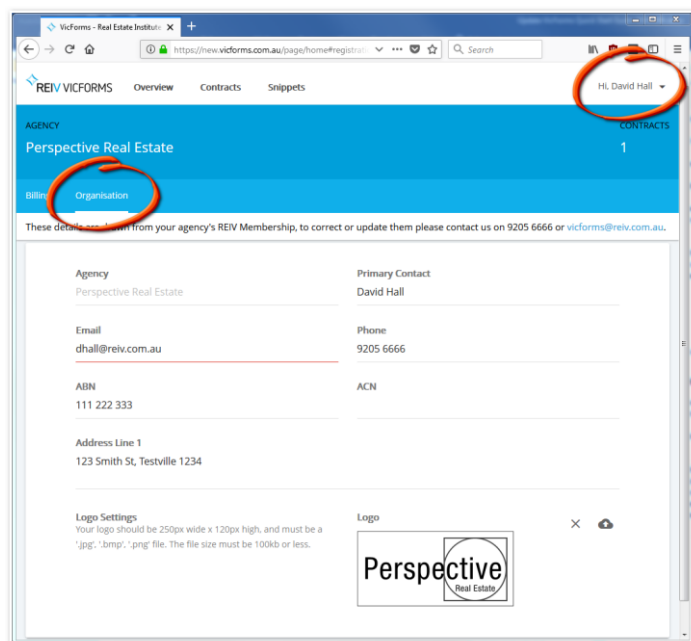 VicForms - Real Estate Institute
https://new.vicforms.com.au/page/home#registrati
Search
REIV VICFORMS Overview Contracts Snippets Hi, David Hall
AGENCY CONTRACTS
Perspective Real Estate 1
Billing Organisation
These details are drawn from your agency's REIV Membership, to correct or update them please contact us on 9205 6666 or vicforms@reiv.com.au.
Agency Primary Contact
Perspective Real Estate David Hall
Email Phone
dhall@reiv.com.au 9205 6666
ABN ACN
111 222 333
Address Line 1
123 Smith St, Testville 1234
Logo Settings Logo
Your logo should be 250px wide x 120px high, and must be a
'.jpg', '.bmp', '.png' file. The file size must be 100kb or less.
Perspective
Real Estate